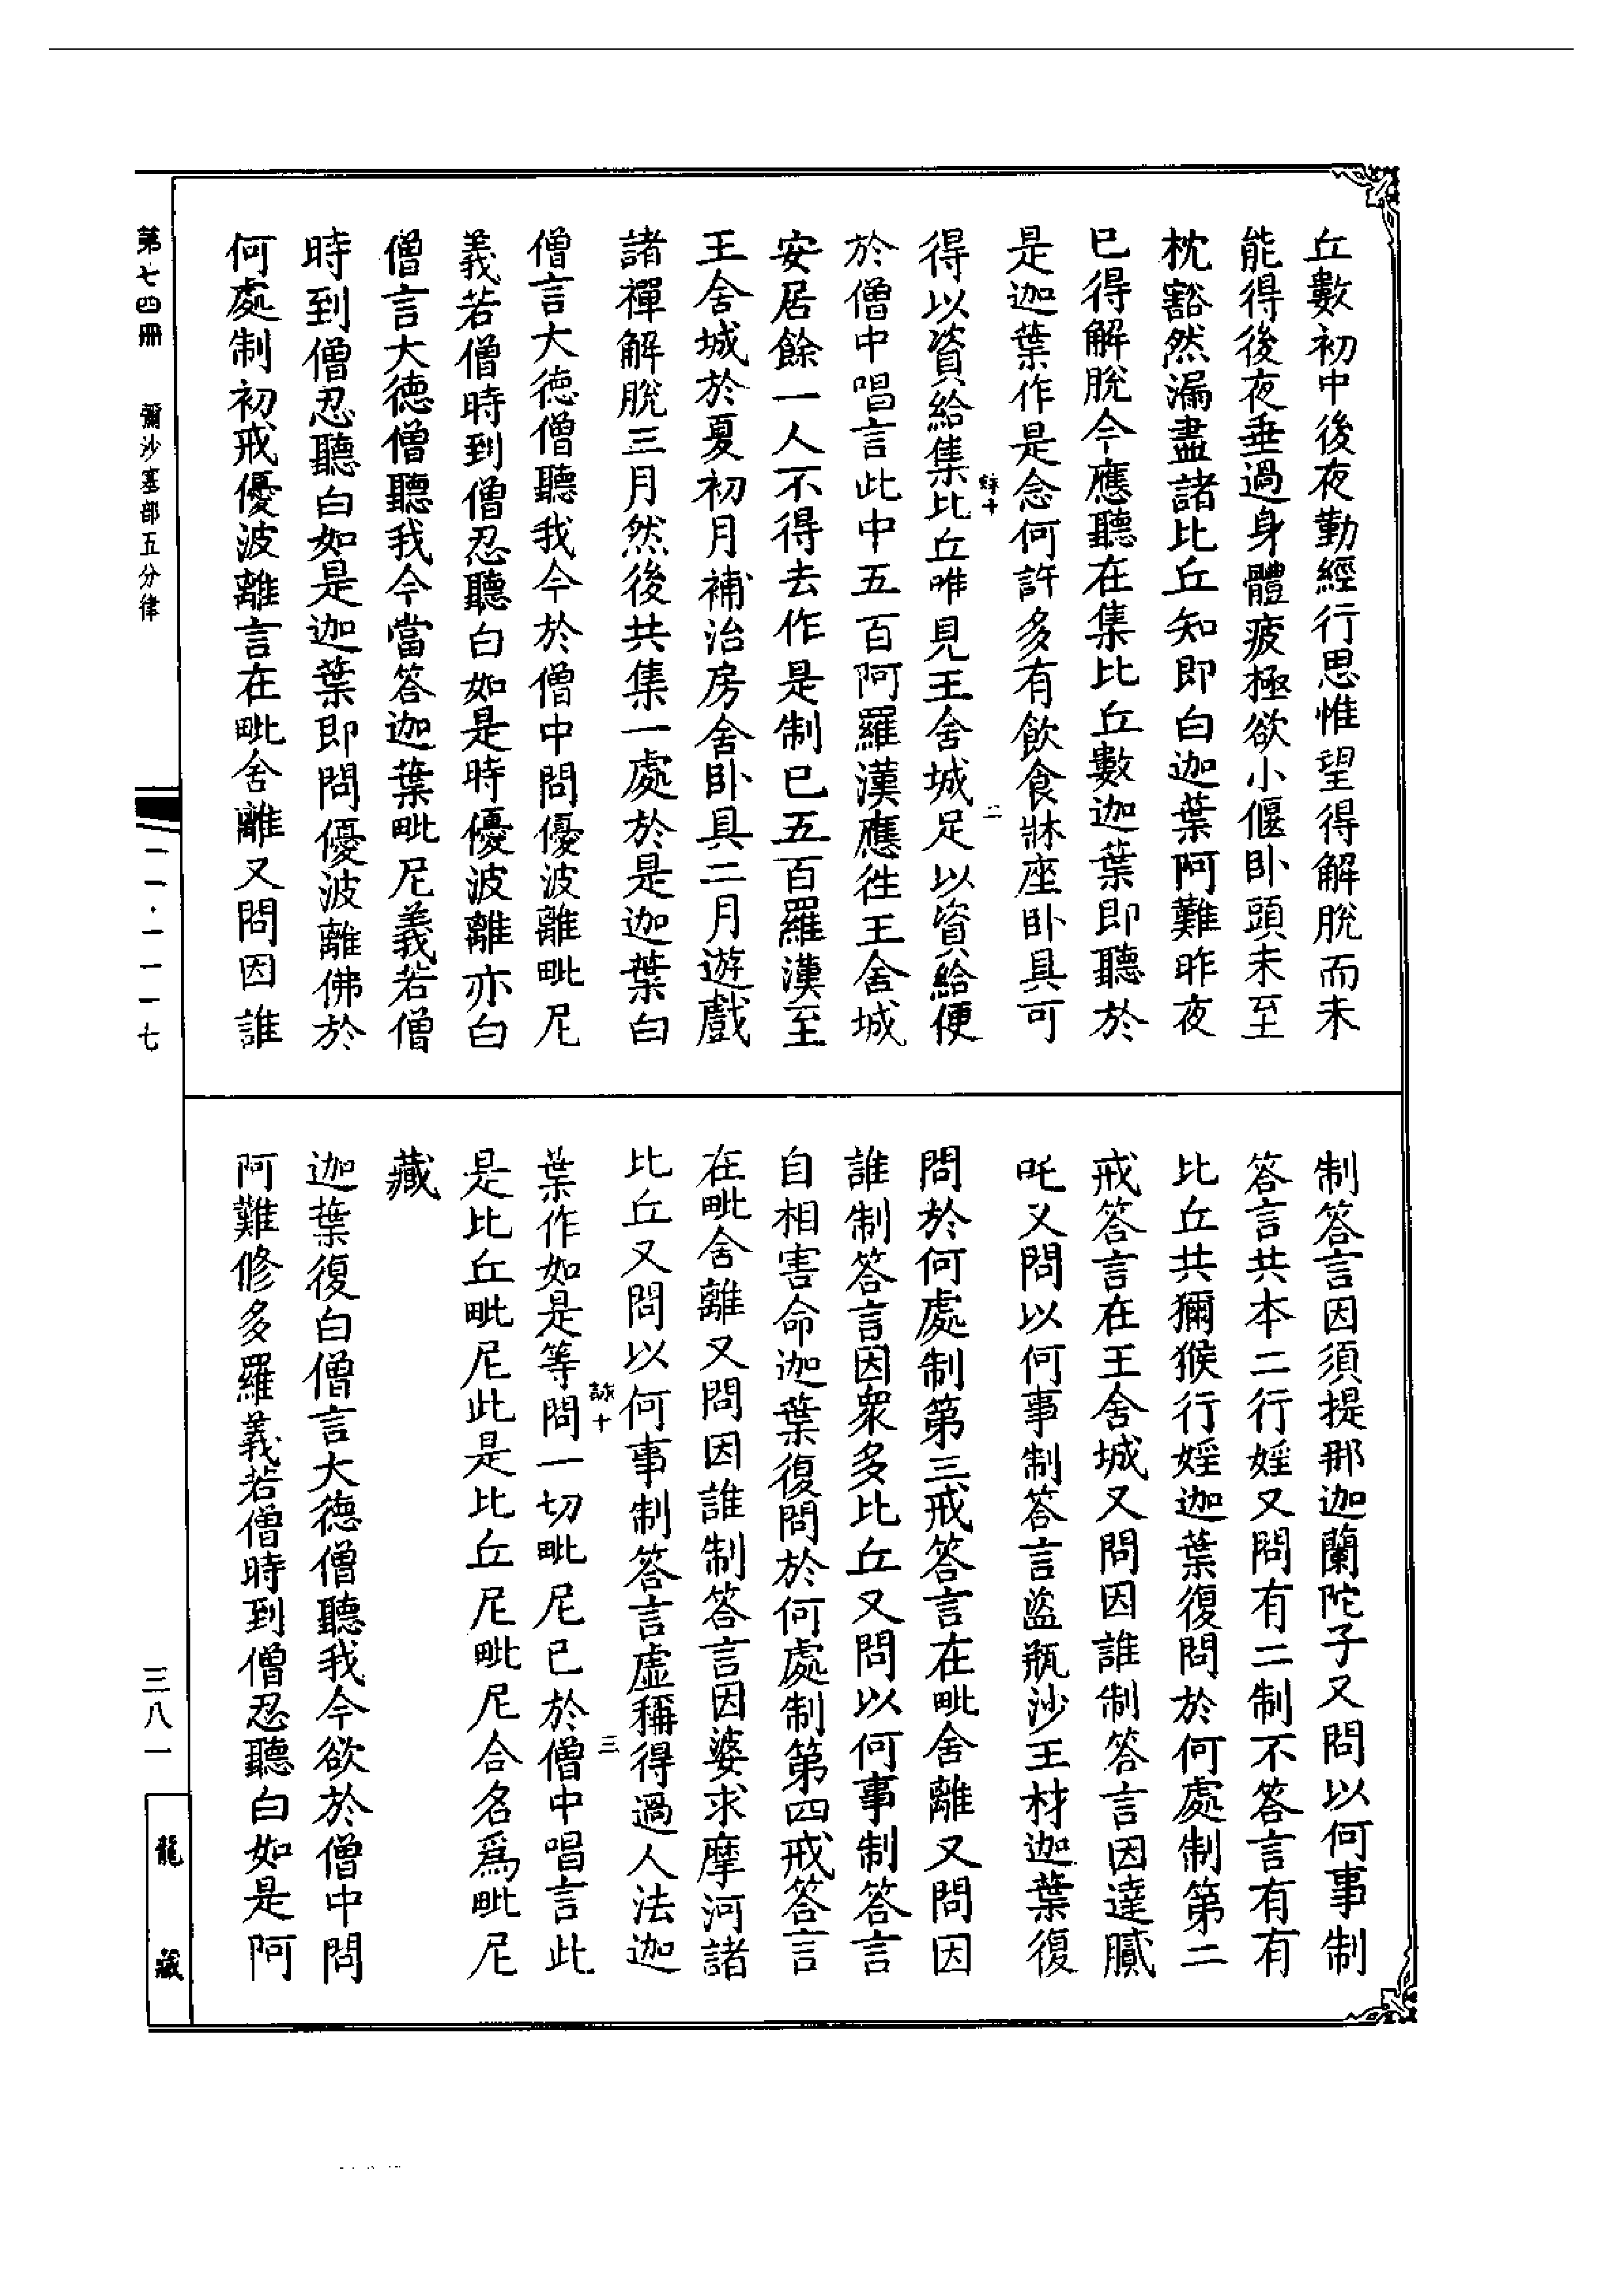 丘數初中後夜勤經行思惟望得解脫而未
能得後夜垂過身體疲極欲小偃卧頭未至
枕豁然漏盡諸比丘知即白迦葉阿難昨夜
已得解脫今應聽在集比丘數迦葉即聽於
是迦葉作是念何許多有飲食牀座卧具可
得以資給集比丘唯見王舍城足以資給便
於僧中唱言此中五百阿羅漢應往王舍城
安居餘一人不得去作是制已五百羅漢至
王舍城於夏初月補治房舍卧具二月遊戲
諸禪解脫三月然後共集一處於是迦葉白
僧言大德僧聽我今於僧中問優波離毗尼
義若僧時到僧忍聽白如是時優波離亦白
僧言大德僧聽我今當答迦葉毗尼義若僧
時到僧忍聽白如是迦葉即問優波離佛於
何處制初戒優波離言在毗舍離又問因誰
制答言因須提那迦蘭陀子又問以何事制
答言共本二行婬又問有二制不答言有有
比丘共獼猴行婬迦葉復問於何處制第二
戒答言在王舍城又問因誰制答言因達膩
吒又問以何事制答言盜瓶沙王材迦葉復
問於何處制第三戒答言在毗舍離又問因
誰制答言因衆多比丘又問以何事制答言
自相害命迦葉復問於何處制第四戒答言
在毗舍離又問因誰制答言因婆求摩河諸
比丘又問以何事制答言虛稱得過人法迦
葉作如是等問一切毗尼已於僧中唱言此
是比丘毗尼此是比丘尼毗尼合名爲毗尼
藏
迦葉復白僧言大德僧聽我今欲於僧中問
阿難修多羅義若僧時到僧忍聽白如是阿
十
二
十
三
第七四冊 彌沙塞部五分律
一一·一一一七
三八一
龍藏